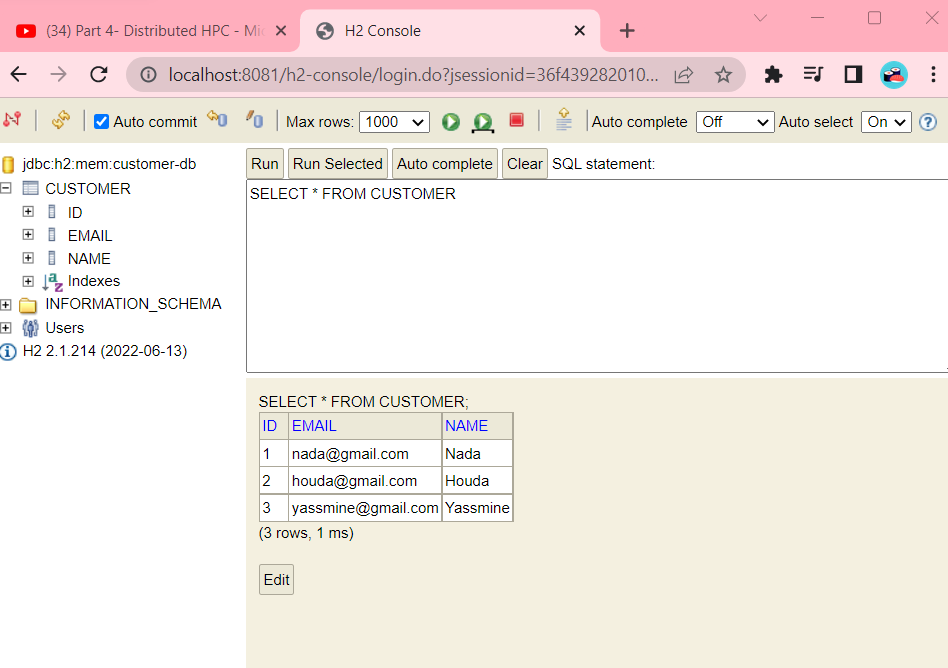 (34) Part 4- Distributed HPC - Mi
H2 Console
localhost:8081/h2-console/login.do?jsessionid=36f439282010...
Auto commit
Max rows: 1000
Auto complete Off
Auto select On
jdbc:h2:mem:customer-db
CUSTOMER
ID
EMAIL
NAME
Indexes
INFORMATION_SCHEMA
Users
H2 2.1.214 (2022-06-13)
Run Run Selected Auto complete Clear SQL statement:
SELECT * FROM CUSTOMER
SELECT * FROM CUSTOMER;
ID EMAIL NAME
1 nada@gmail.com Nada
2 houda@gmail.com Houda
3 yassmine@gmail.com Yassmine
(3 rows, 1 ms)
Edit